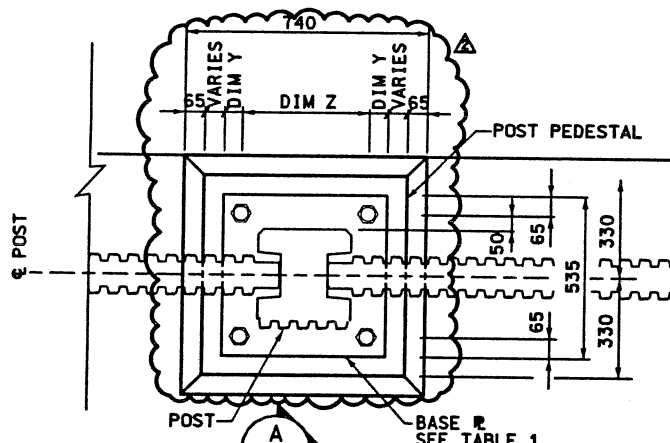 740
2
65
VARIES
DIM Y
DIM Z
DIM Y
VARIES
65
POST PEDESTAL
℄ POST
50
65
535
330
65
330
POST
BASE ℞
SEE TABLE 1
A